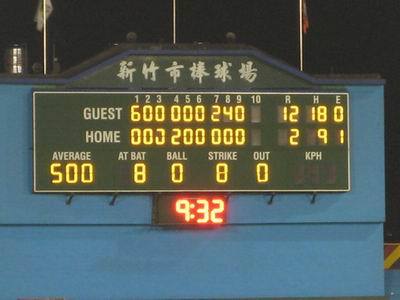 新竹市棒球場
1 2 3 4 5 6 7 8 9 10 R H E
GUEST 600 000 240 12 18 0
HOME 000 200 000 2 9 1
AVERAGE AT BAT BALL STRIKE OUT KPH
500 8 0 8 0
9:32